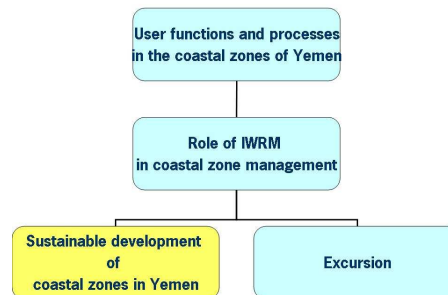 User functions and processes
in the coastal zones of Yemen
Role of IWRM
in coastal zone management
Sustainable development
of
coastal zones in Yemen
Excursion